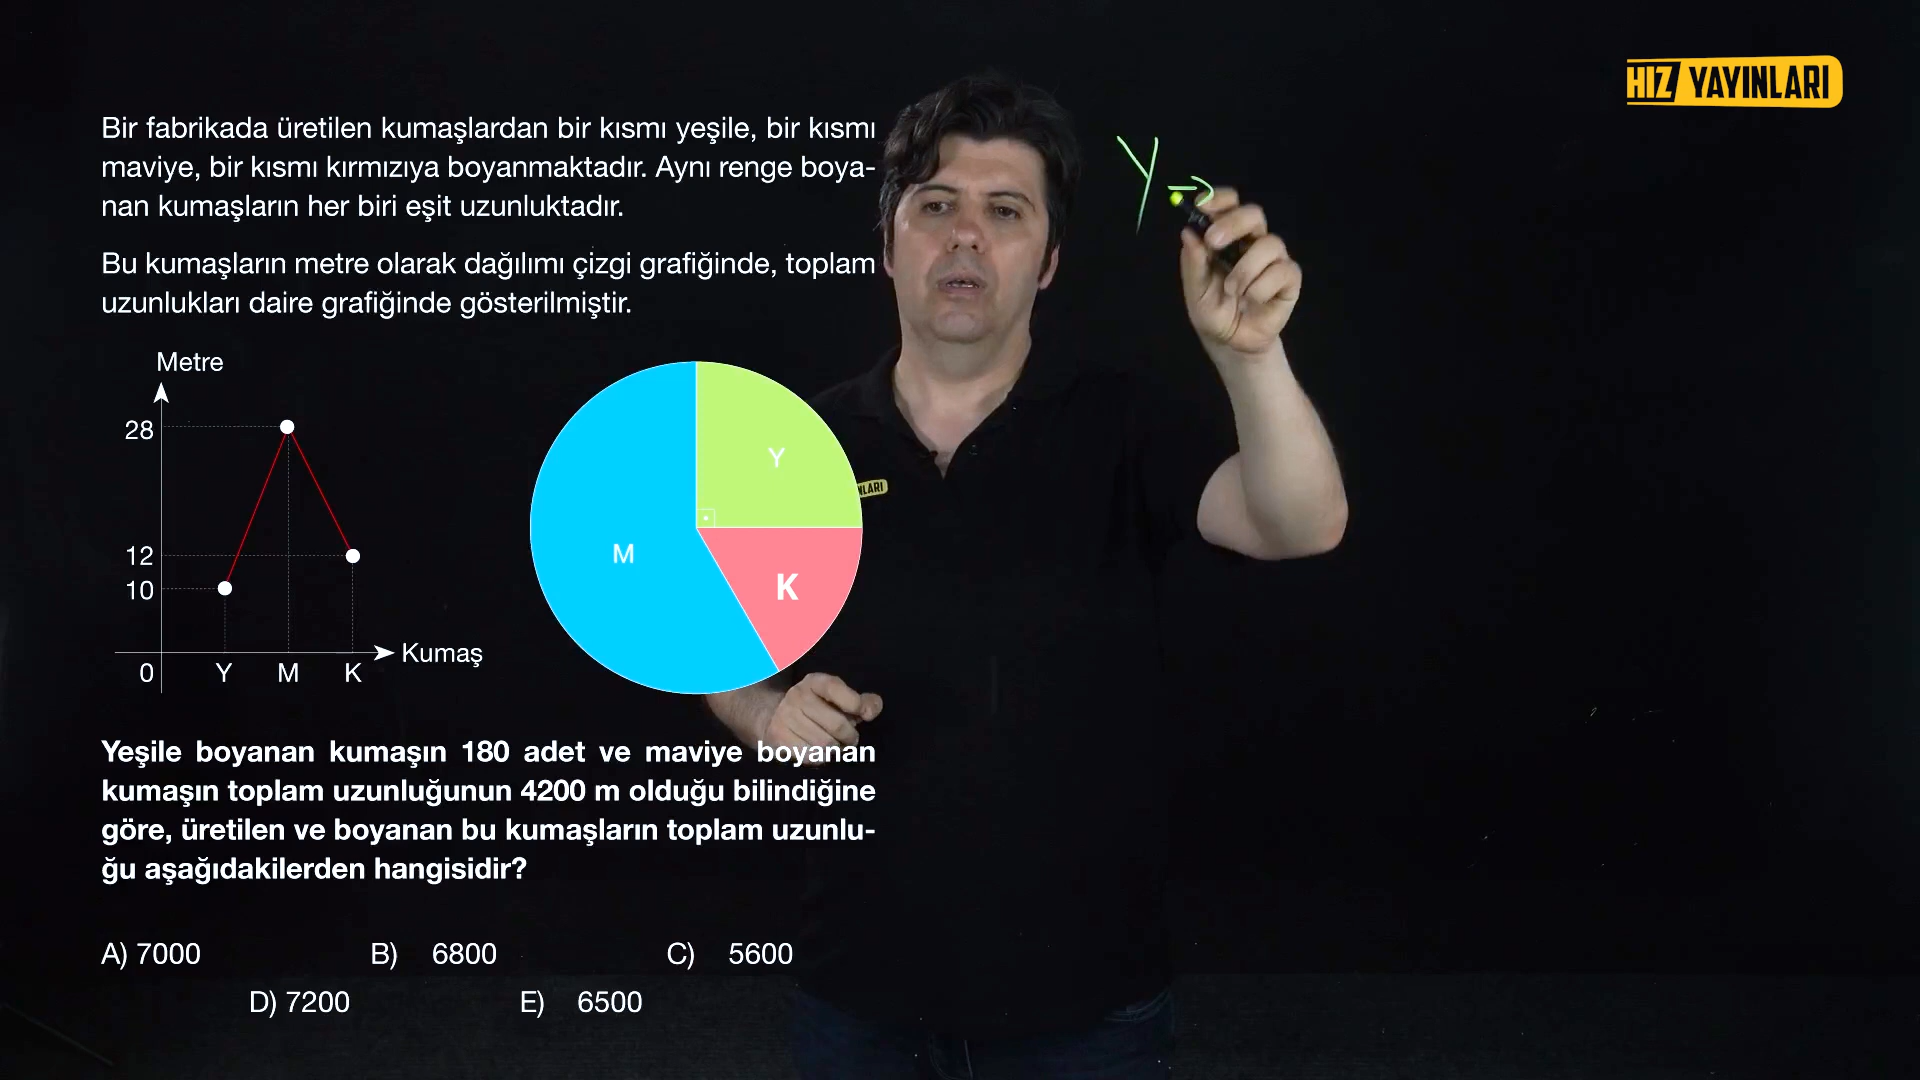 HIZ YAYINLARI
Bir fabrikada üretilen kumaşlardan bir kısmı yeşile, bir kısmı
maviye, bir kısmı kırmızıya boyanmaktadır. Aynı renge boya-
nan kumaşların her biri eşit uzunluktadır.
Bu kumaşların metre olarak dağılımı çizgi grafiğinde, toplam
uzunlukları daire grafiğinde gösterilmiştir.
Y →
Metre
28
12
10
0
Y M K
Kumaş
Y
M
K
Yeşile boyanan kumaşın 180 adet ve maviye boyanan
kumaşın toplam uzunluğunun 4200 m olduğu bilindiğine
göre, üretilen ve boyanan bu kumaşların toplam uzunlu-
ğu aşağıdakilerden hangisidir?
A) 7000 B) 6800 C) 5600
D) 7200 E) 6500